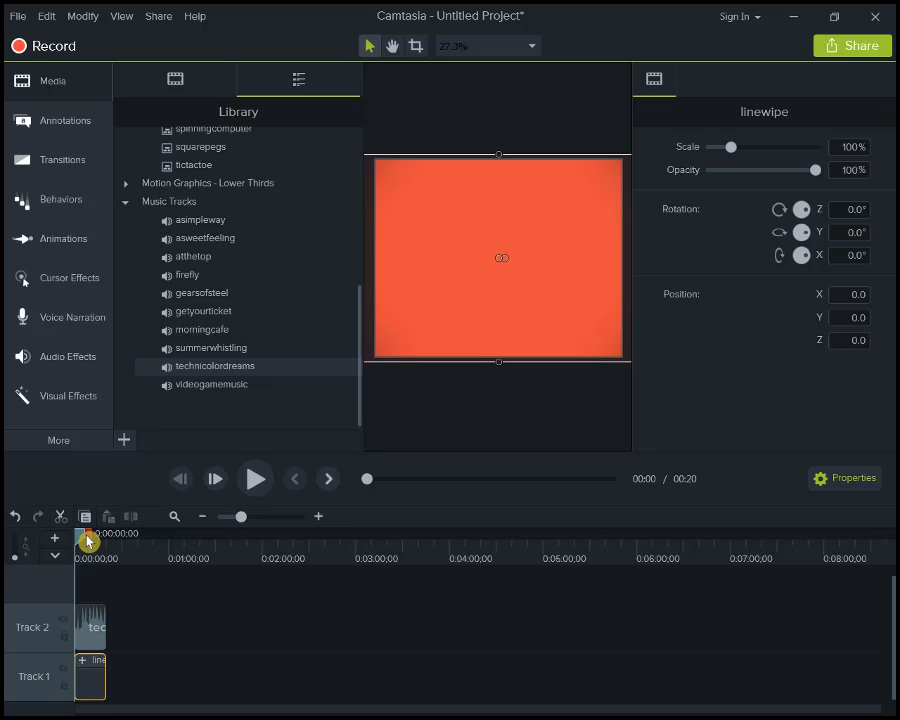 File Edit Modify View Share Help Camtasia - Untitled Project* Sign In
Record 27.3% Share
Media
Annotations
Transitions
Behaviors
Animations
Cursor Effects
Voice Narration
Audio Effects
Visual Effects
More
Library
spinningcomputer
squarepegs
tictactoe
Motion Graphics - Lower Thirds
Music Tracks
asimpleway
asweetfeeling
atthetop
firefly
gearsofsteel
getyourticket
morningcafe
summerwhistling
technicolordreams
videogamemusic
linewipe
Scale 100%
Opacity 100%
Rotation: Z 0.0°
Y 0.0°
X 0.0°
Position: X 0.0
Y 0.0
Z 0.0
00:00 / 00:20 Properties
0:00:00;00
0:00:00;00 0:01:00;00 0:02:00;00 0:03:00;00 0:04:00;00 0:05:00;00 0:06:00;00 0:07:00;00 0:08:00;00
Track 2 tec
Track 1 line